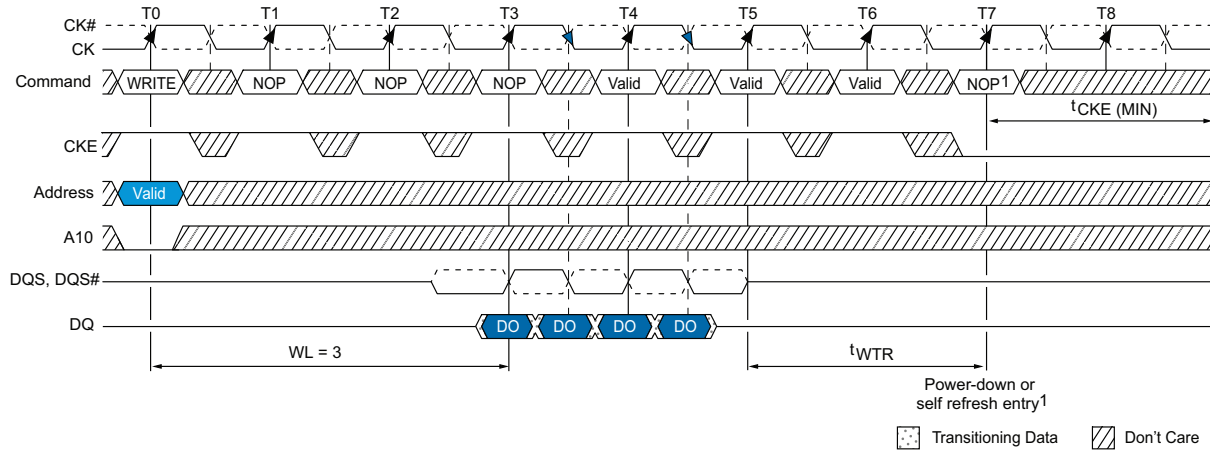 T0 T1 T2 T3 T4 T5 T6 T7 T8
CK#
CK
Command WRITE NOP NOP NOP Valid Valid Valid NOP1
tCKE (MIN)
CKE
Address Valid
A10
DQS, DQS#
DQ DO DO DO DO
WL = 3 tWTR
Power-down or
self refresh entry1
Transitioning Data Don't Care